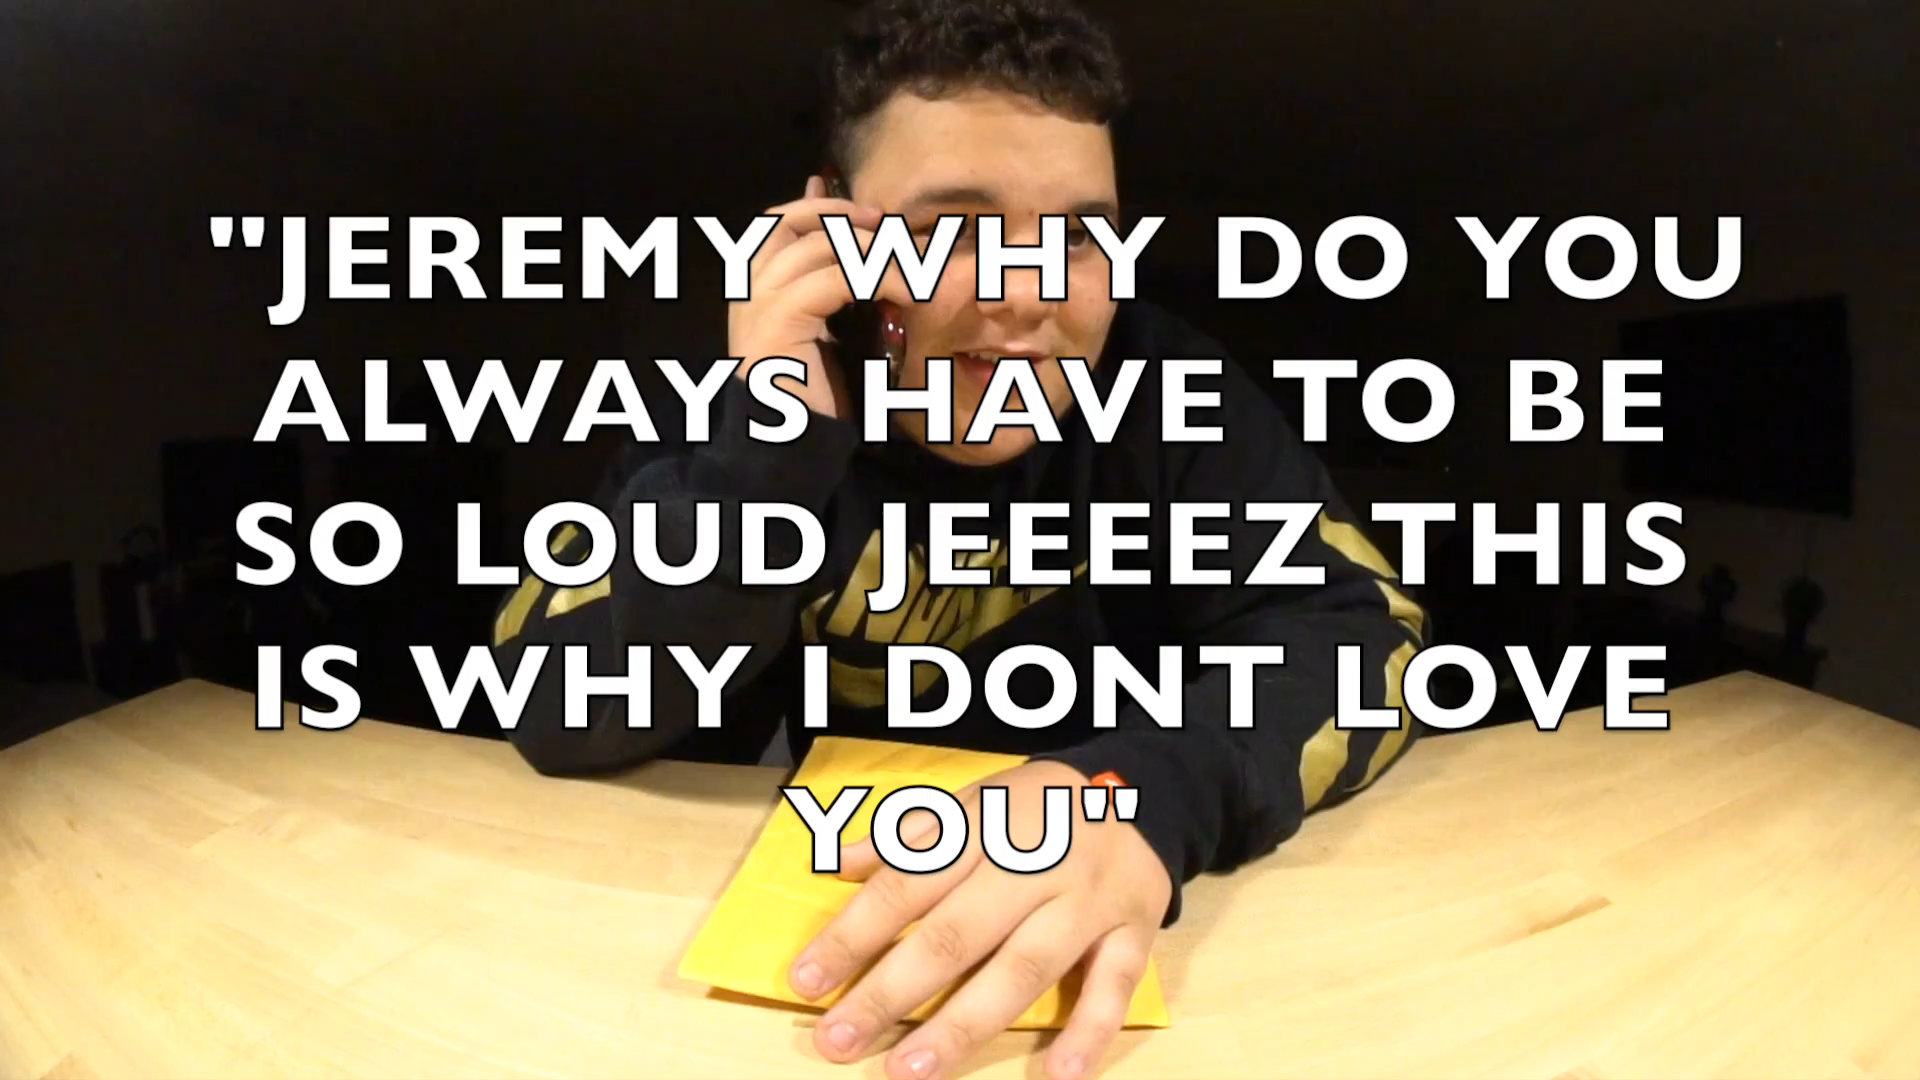 "JEREMY WHY DO YOU
ALWAYS HAVE TO BE
SO LOUD JEEEEZ THIS
IS WHY I DONT LOVE
YOU"